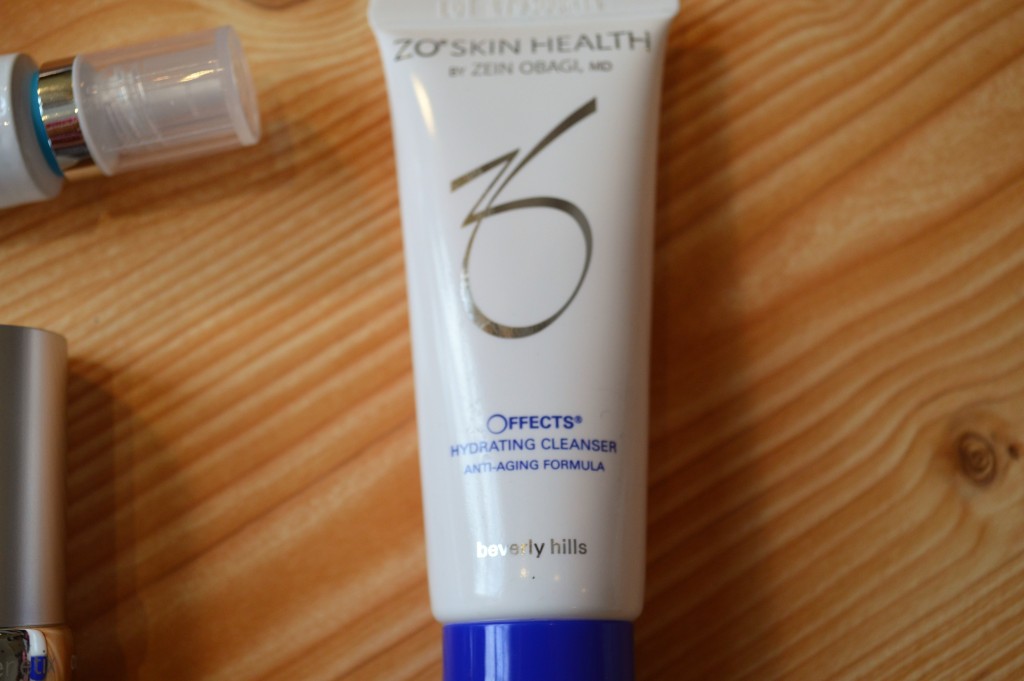 ZO® SKIN HEALTH
BY ZEIN OBAGI, MD
OFFECTS®
HYDRATING CLEANSER
ANTI-AGING FORMULA
beverly hills